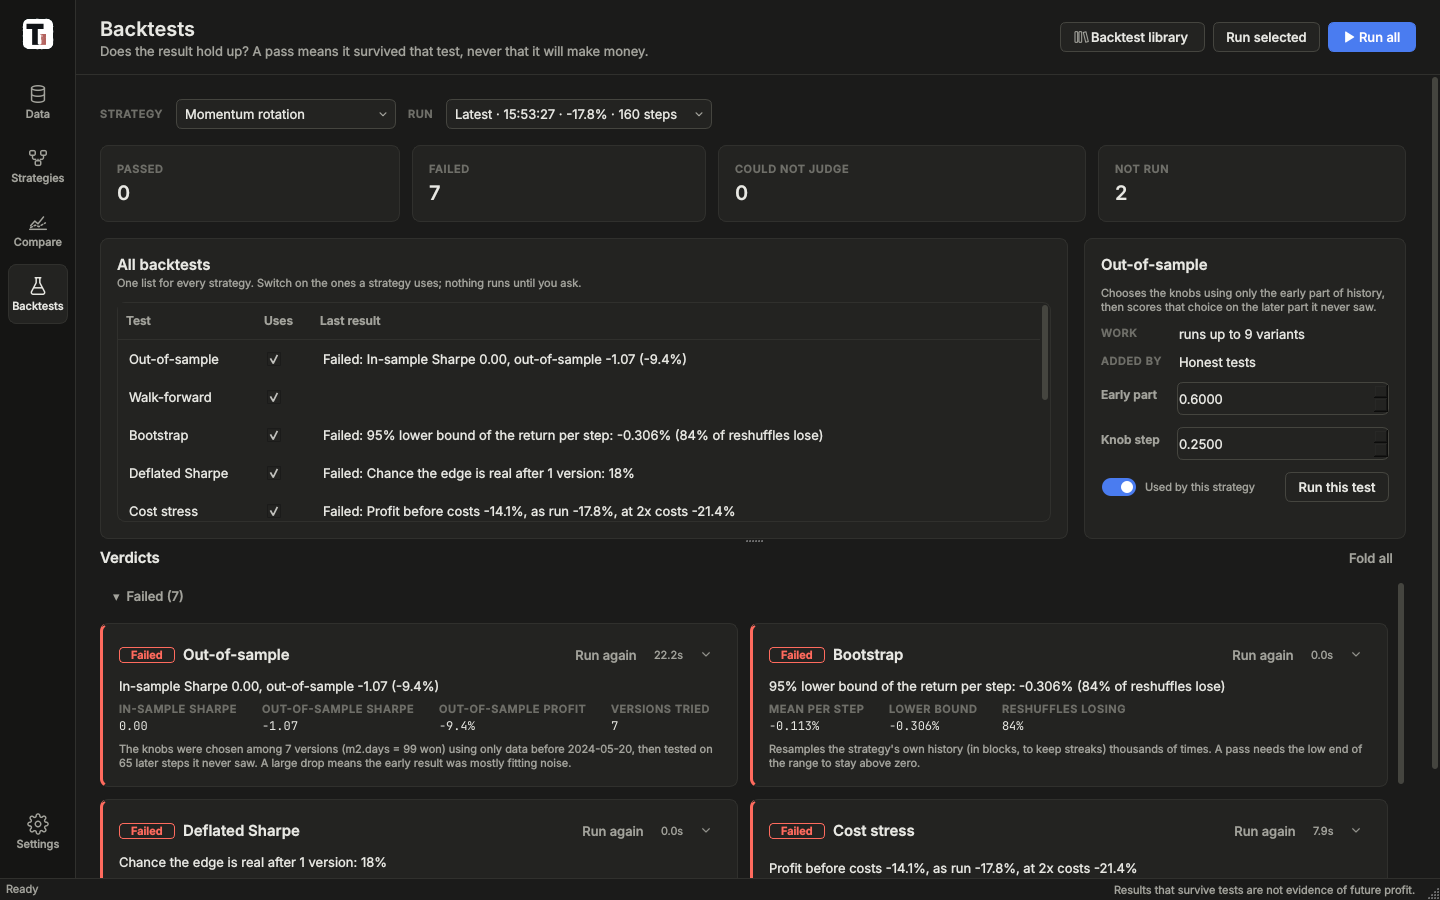 Ti
Backtests
Does the result hold up? A pass means it survived that test, never that it will make money.
Backtest library
Run selected
Run all
Data
Strategies
Compare
Backtests
Settings
STRATEGY
Momentum rotation
RUN
Latest · 15:53:27 · -17.8% · 160 steps
PASSED
0
FAILED
7
COULD NOT JUDGE
0
NOT RUN
2
All backtests
One list for every strategy. Switch on the ones a strategy uses; nothing runs until you ask.
Test Uses Last result
Out-of-sample ✓ Failed: In-sample Sharpe 0.00, out-of-sample -1.07 (-9.4%)
Walk-forward ✓
Bootstrap ✓ Failed: 95% lower bound of the return per step: -0.306% (84% of reshuffles lose)
Deflated Sharpe ✓ Failed: Chance the edge is real after 1 version: 18%
Cost stress ✓ Failed: Profit before costs -14.1%, as run -17.8%, at 2x costs -21.4%
Out-of-sample
Chooses the knobs using only the early part of history,
then scores that choice on the later part it never saw.
WORK runs up to 9 variants
ADDED BY Honest tests
Early part 0.6000
Knob step 0.2500
Used by this strategy
Run this test
Verdicts
Fold all
▾ Failed (7)
Failed Out-of-sample Run again 22.2s
In-sample Sharpe 0.00, out-of-sample -1.07 (-9.4%)
IN-SAMPLE SHARPE OUT-OF-SAMPLE SHARPE OUT-OF-SAMPLE PROFIT VERSIONS TRIED
0.00 -1.07 -9.4% 7
The knobs were chosen among 7 versions (m2.days = 99 won) using only data before 2024-05-20, then tested on
65 later steps it never saw. A large drop means the early result was mostly fitting noise.
Failed Bootstrap Run again 0.0s
95% lower bound of the return per step: -0.306% (84% of reshuffles lose)
MEAN PER STEP LOWER BOUND RESHUFFLES LOSING
-0.113% -0.306% 84%
Resamples the strategy's own history (in blocks, to keep streaks) thousands of times. A pass needs the low end of
the range to stay above zero.
Failed Deflated Sharpe Run again 0.0s
Chance the edge is real after 1 version: 18%
Failed Cost stress Run again 7.9s
Profit before costs -14.1%, as run -17.8%, at 2x costs -21.4%
Ready
Results that survive tests are not evidence of future profit.